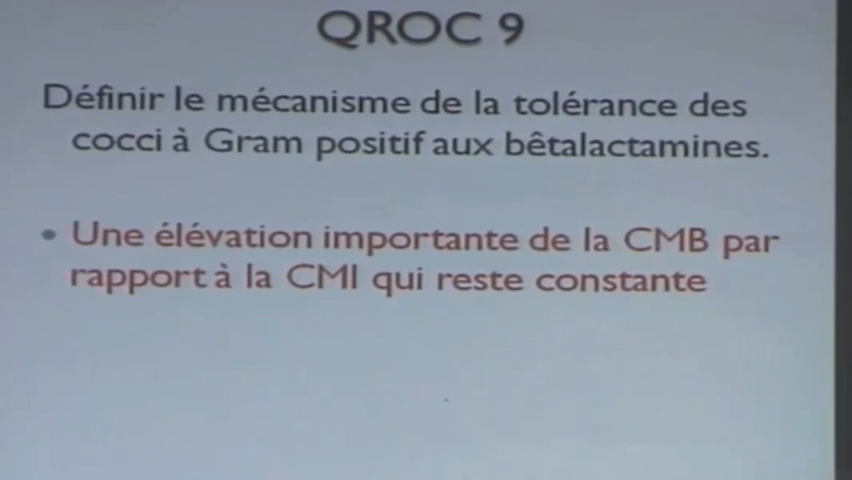 QROC 9
Définir le mécanisme de la tolérance des
cocci à Gram positif aux bêtalactamines.
• Une élévation importante de la CMB par
rapport à la CMI qui reste constante